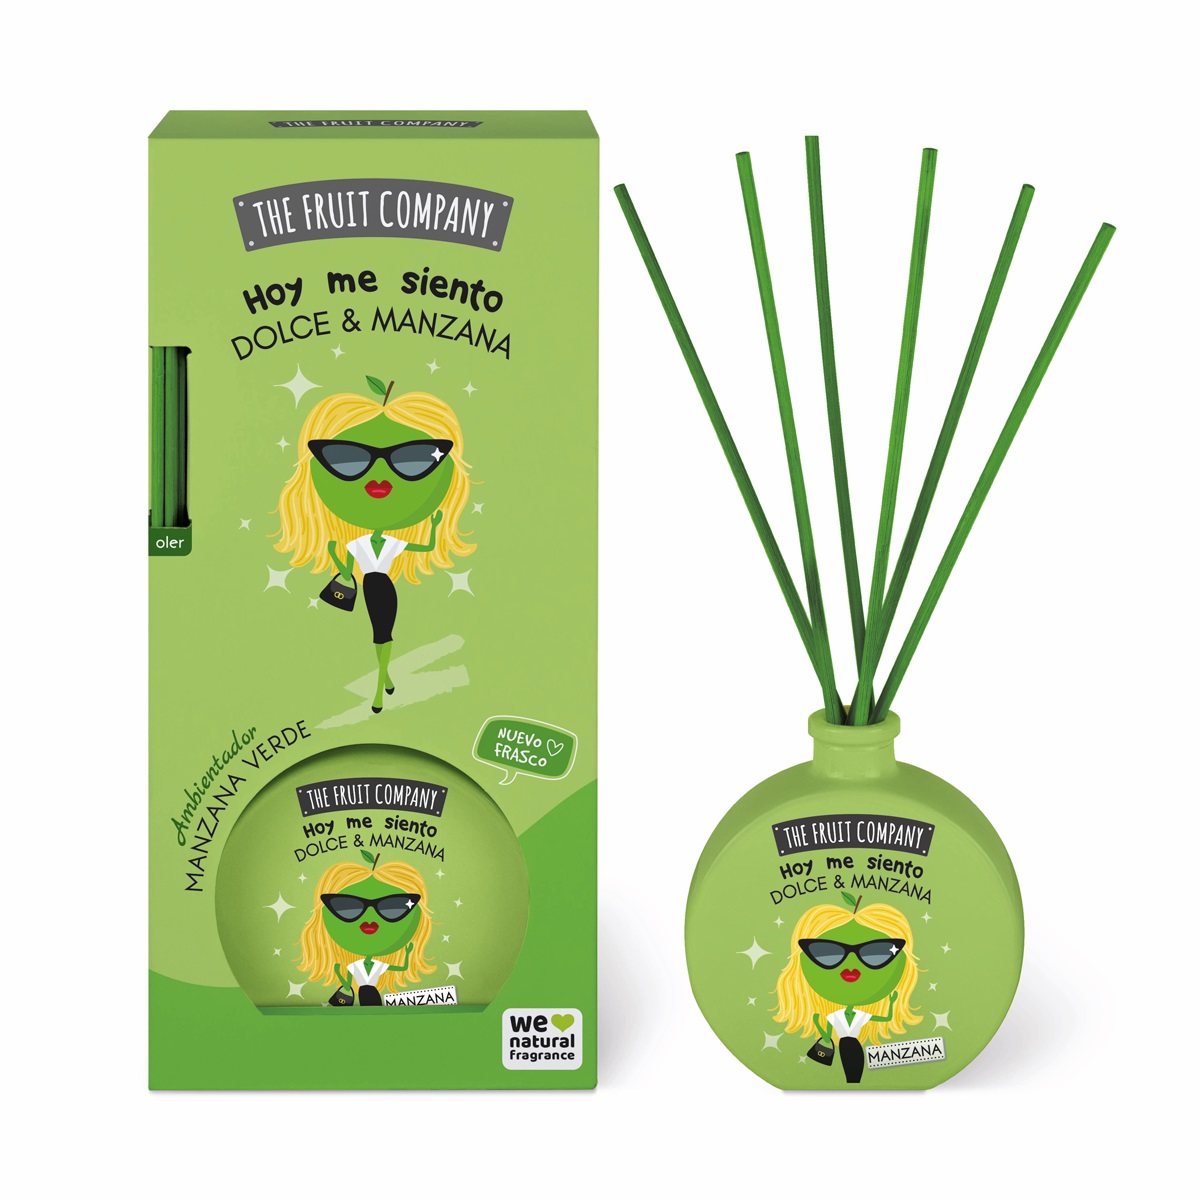 THE FRUIT COMPANY
THE FRUIT COMPANY
Hoy me siento
DOLCE & MANZANA
oler
Ambientador
MANZANA VERDE
NUEVO
FRASCO
THE FRUIT COMPANY
Hoy me siento
DOLCE & MANZANA
MANZANA
we
natural
fragrance
THE FRUIT COMPANY
Hoy me siento
DOLCE & MANZANA
MANZANA